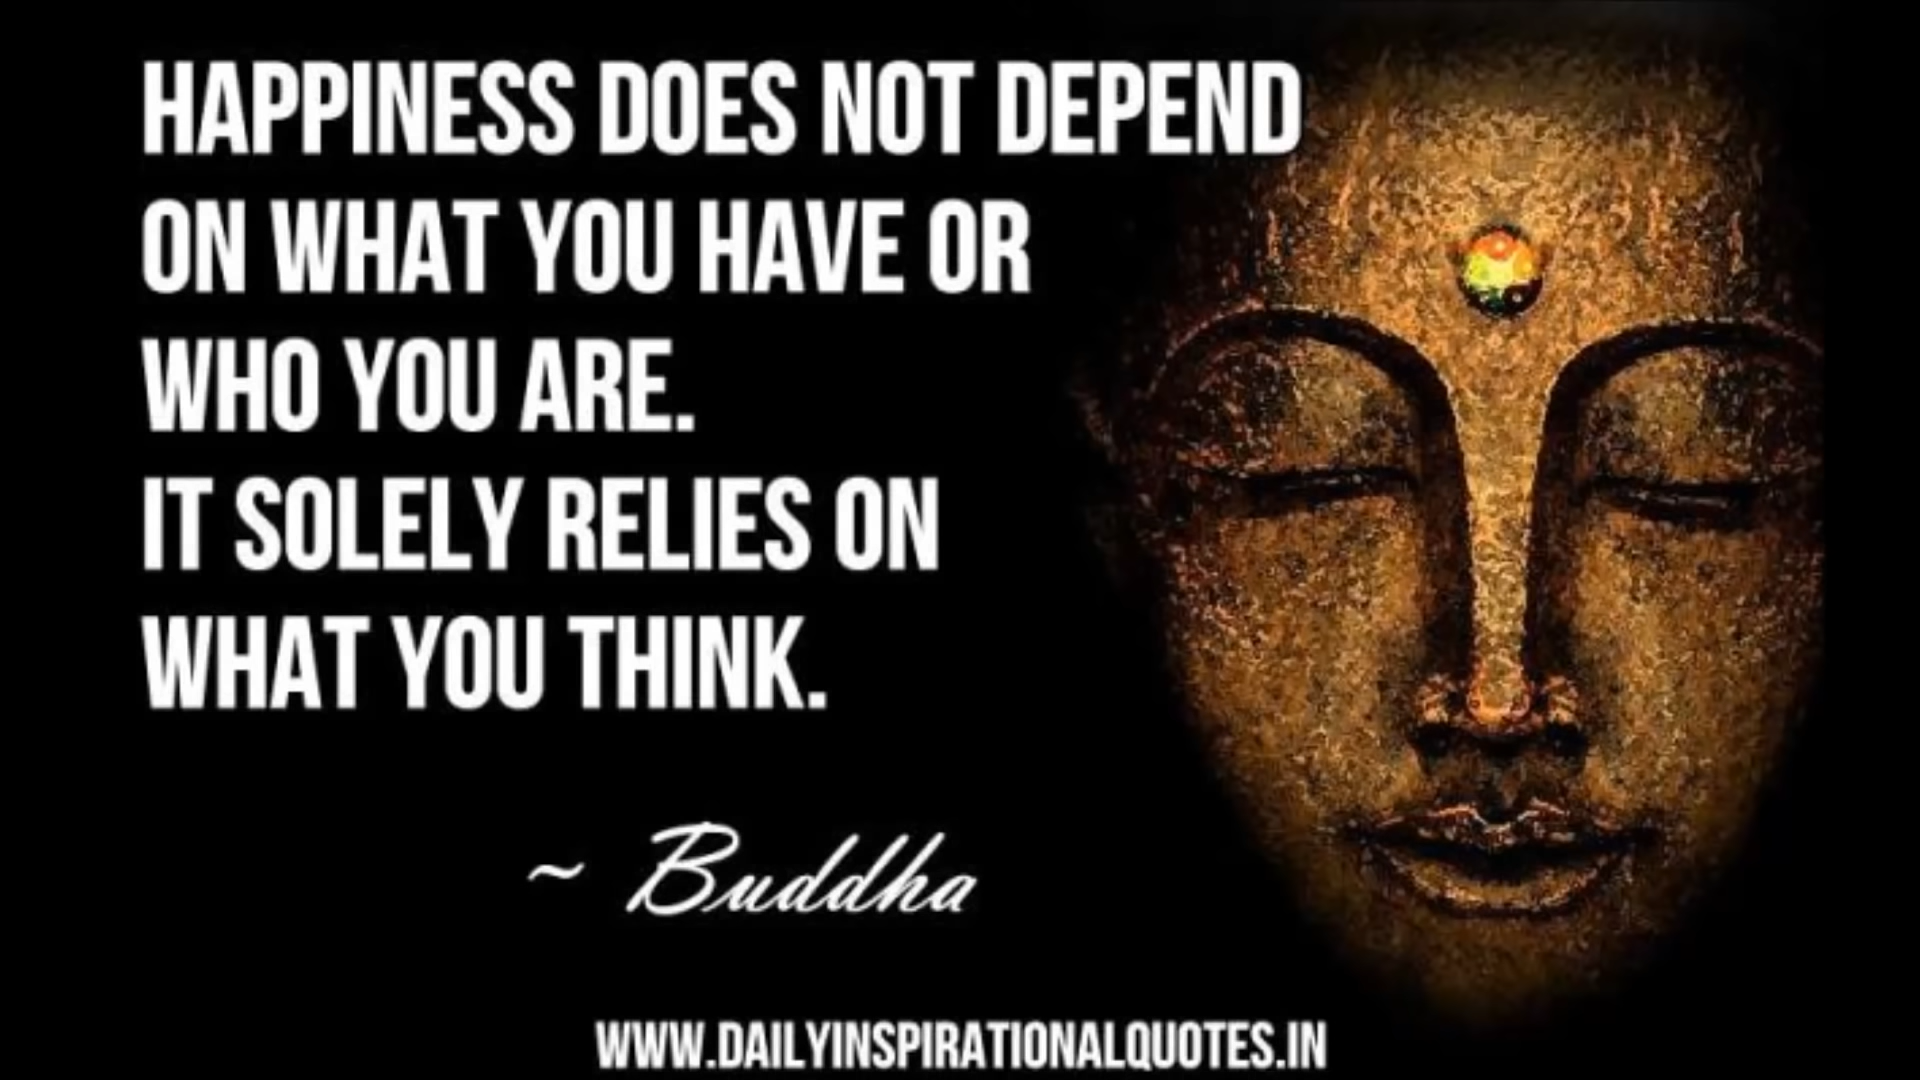 HAPPINESS DOES NOT DEPEND
ON WHAT YOU HAVE OR
WHO YOU ARE.
IT SOLELY RELIES ON
WHAT YOU THINK.
~ Buddha
WWW.DAILYINSPIRATIONALQUOTES.IN